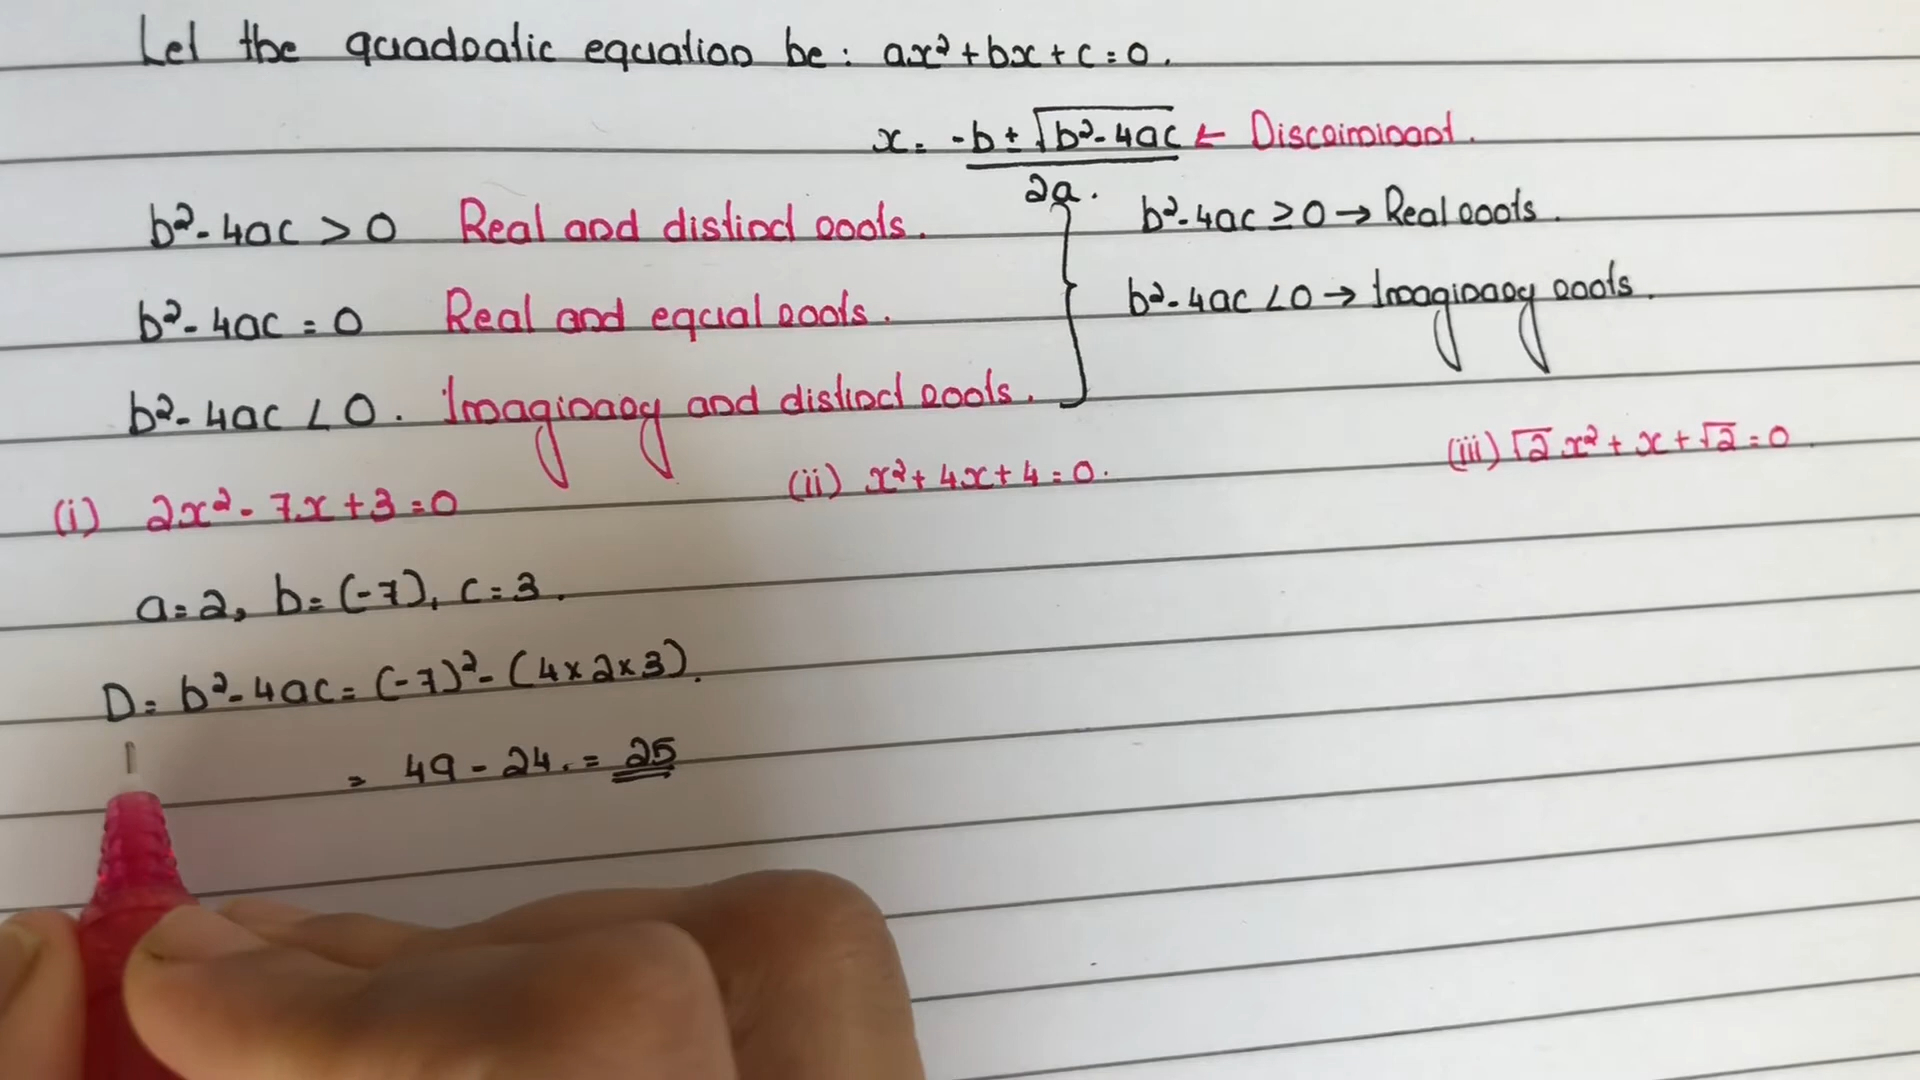 Let the quadratic equation be: ax²+bx+c=0.
x = -b ± √b²-4ac ← Discriminant.
2a.
b²-4ac > 0 Real and distinct roots.
b²-4ac ≥ 0 → Real roots.
b²-4ac = 0 Real and equal roots.
b²-4ac < 0 → Imaginary roots.
b²-4ac < 0. Imaginary and distinct roots.
(i) 2x²-7x+3=0
(ii) x²+4x+4=0.
(iii) √2x²+x+√2=0
a=2, b=(-7), c=3.
D = b²-4ac = (-7)²-(4×2×3).
= 49-24. = 25